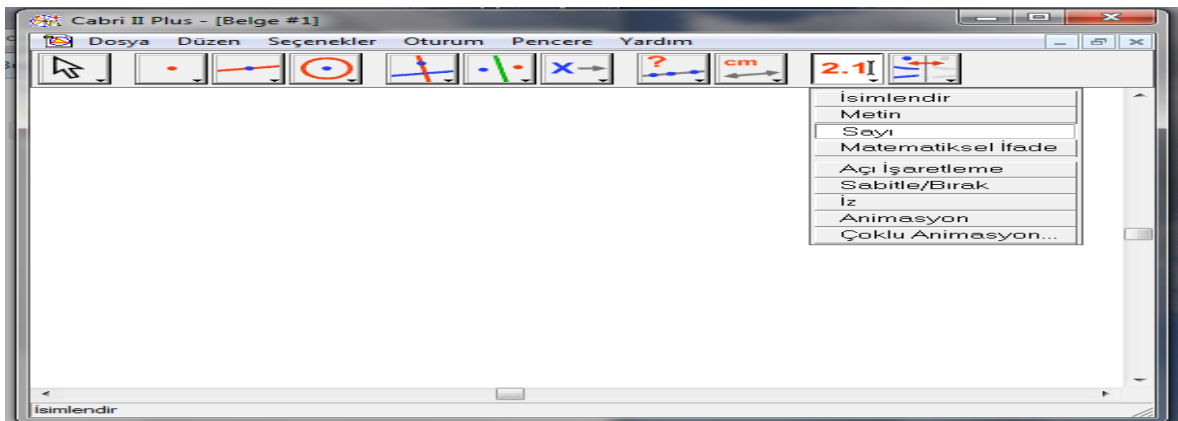 Cabri II Plus - [Belge #1]
Dosya Düzen Seçenekler Oturum Pencere Yardım
? cm 2.1
İsimlendir
Metin
Sayı
Matematiksel İfade
Açı İşaretleme
Sabitle/Bırak
İz
Animasyon
Çoklu Animasyon...
İsimlendir